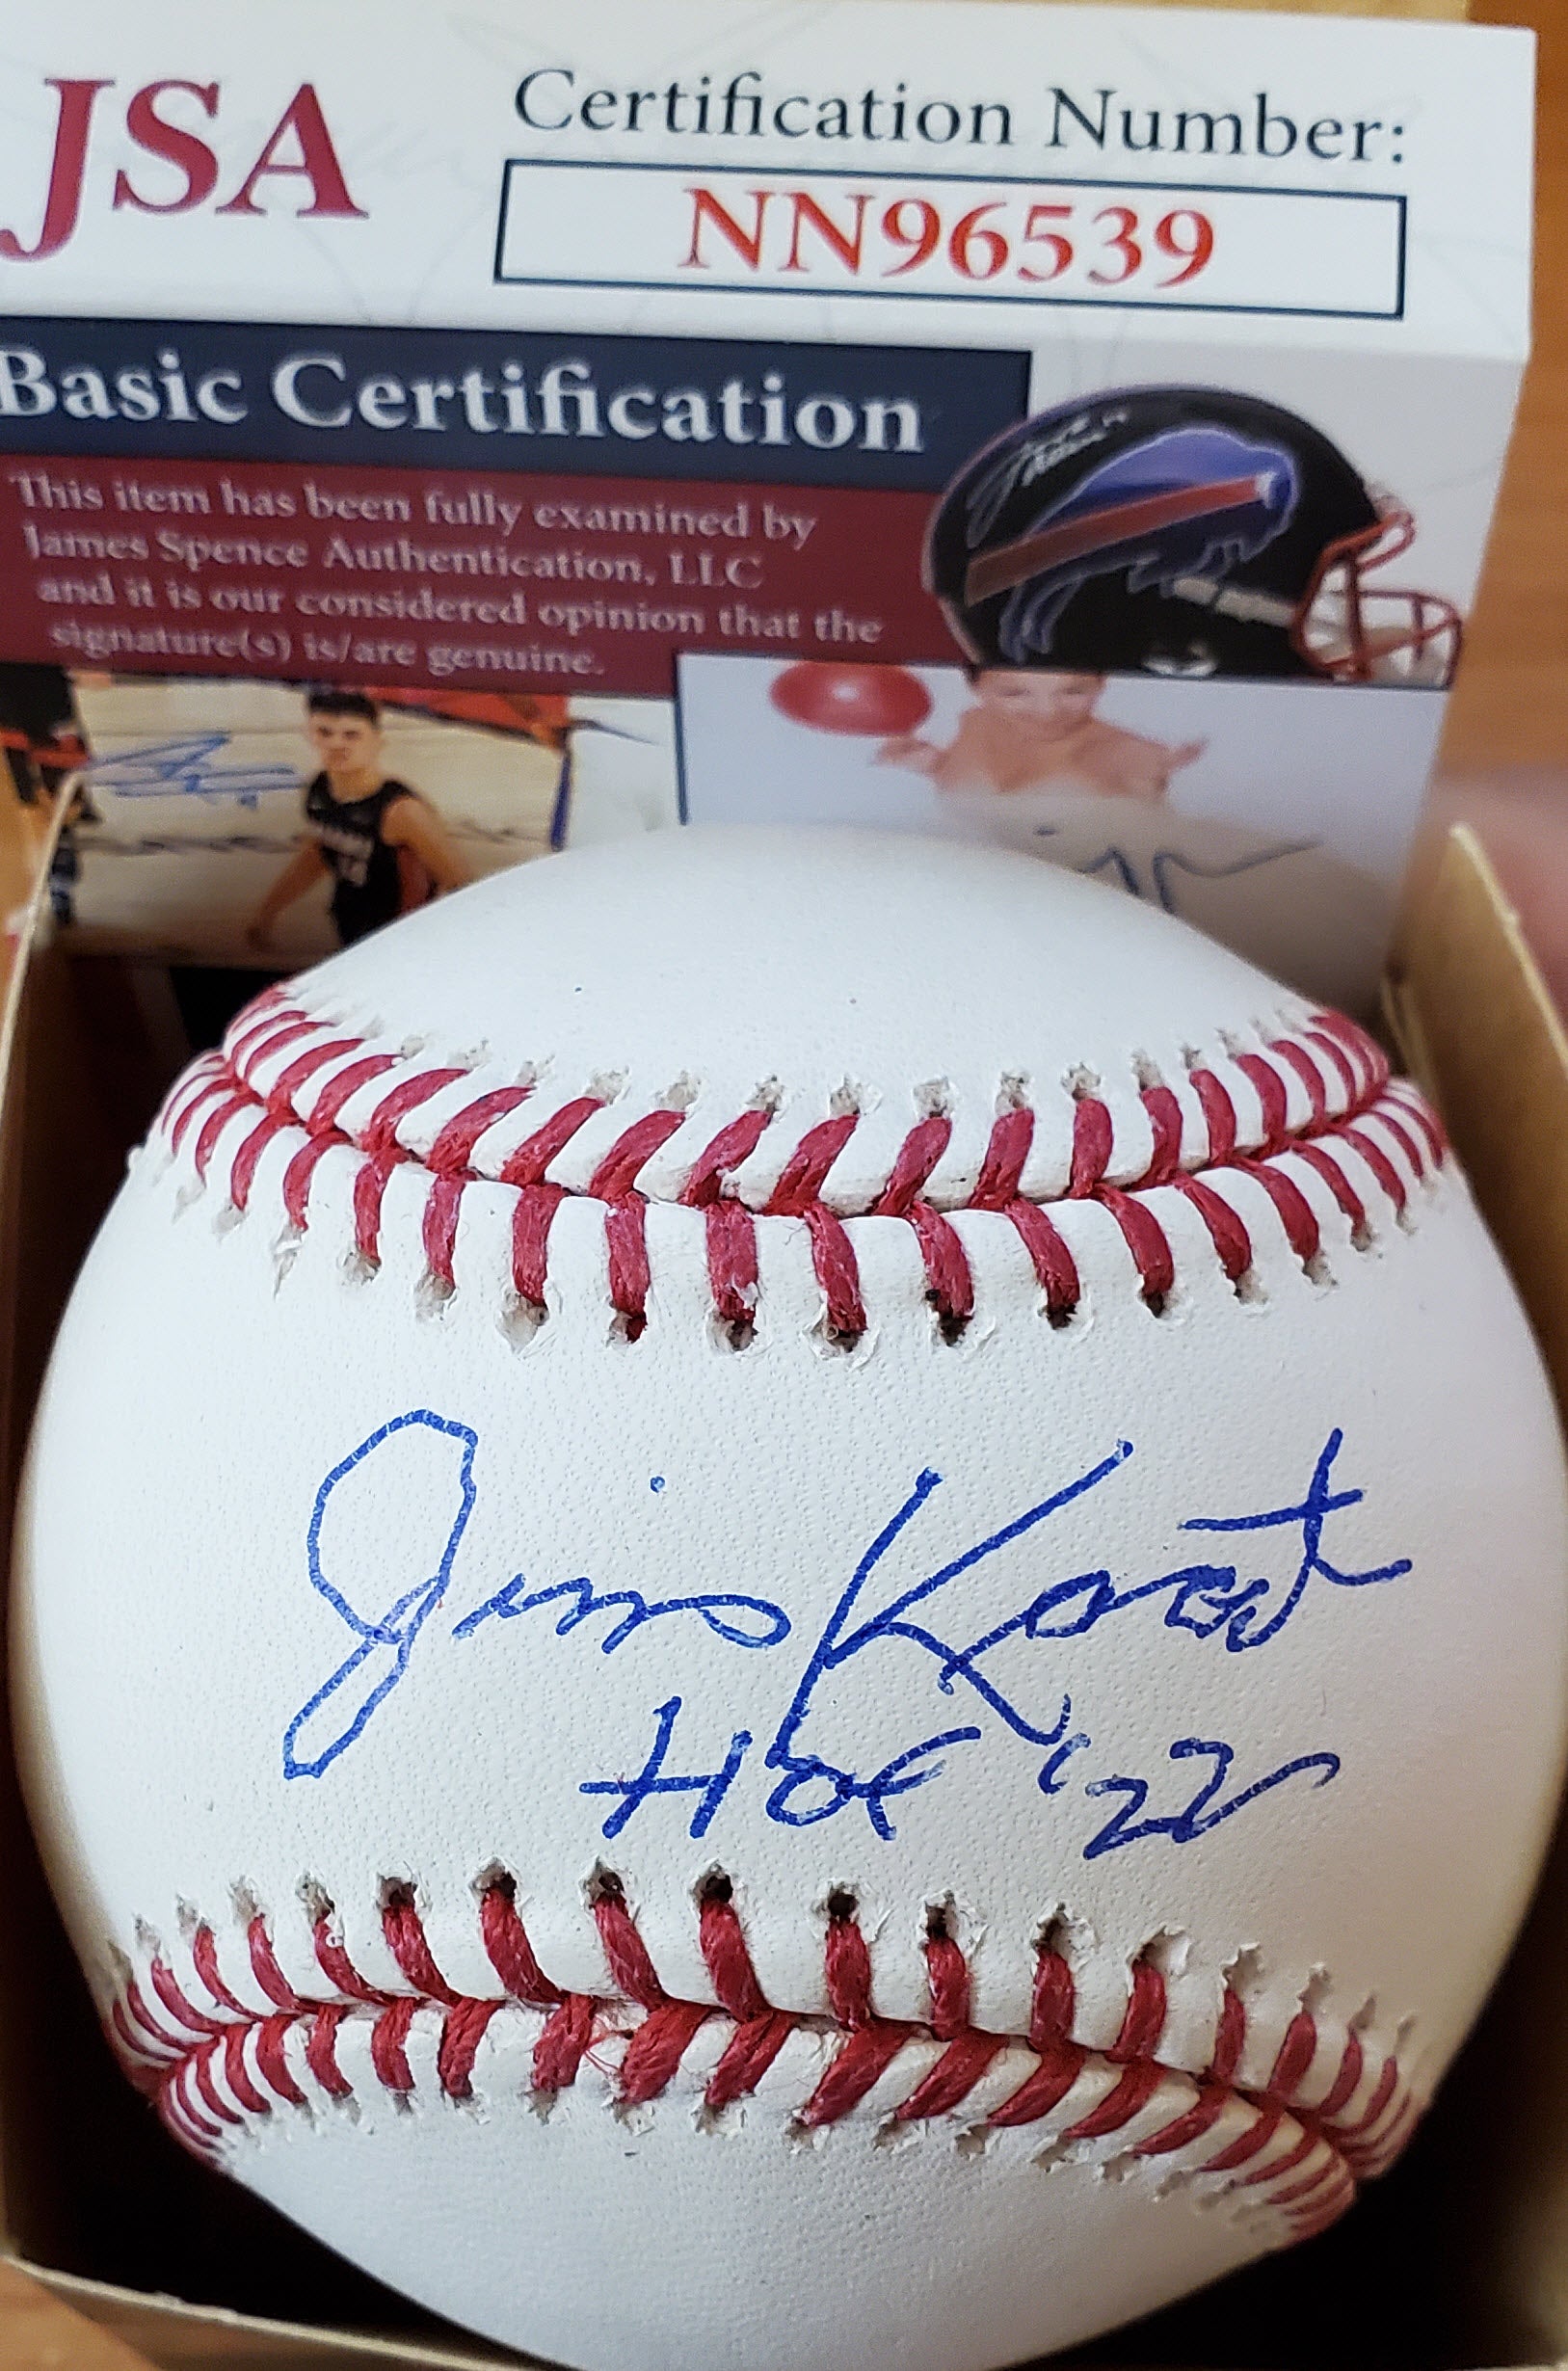 JSA
Certification Number:
NN96539
Basic Certification
This item has been fully examined by
James Spence Authentication, LLC
and it is our considered opinion that the
signature(s) is/are genuine.
Jim Kaat
HOF '22